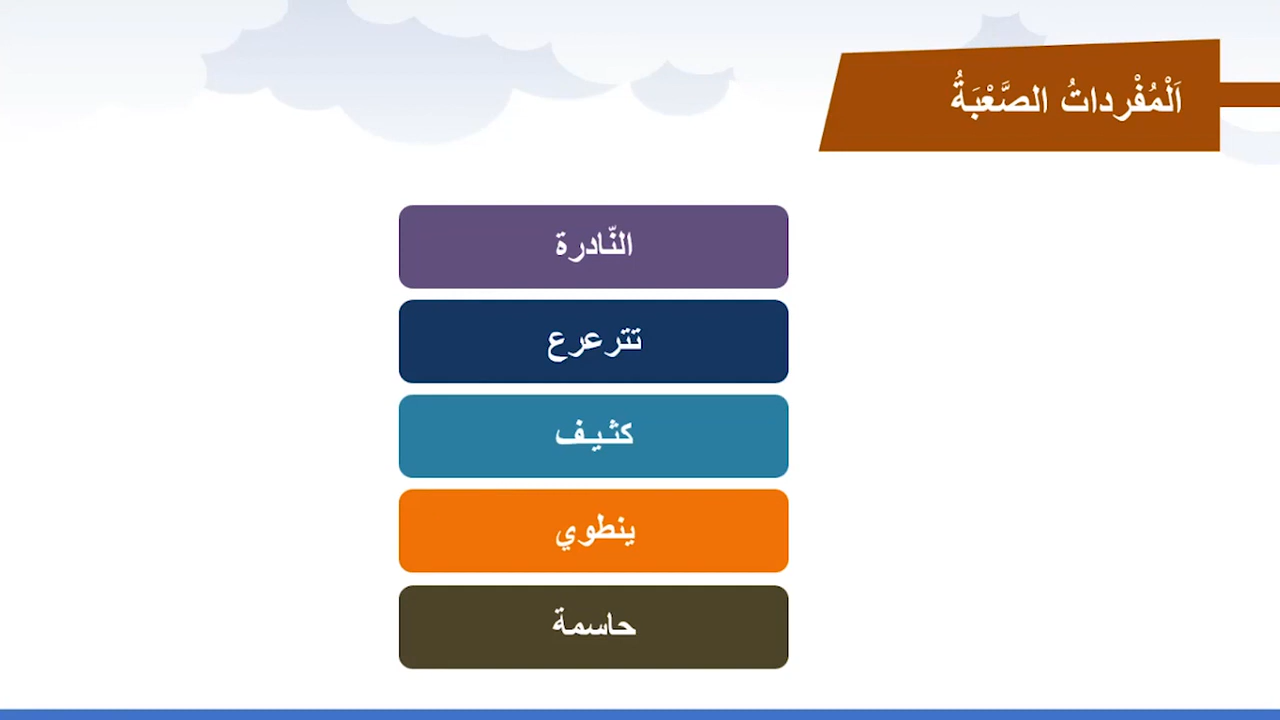 اَلْمُفْرداتُ الصَّعْبَةُ
النّادرة
تترعرع
كثيف
ينطوي
حاسمة